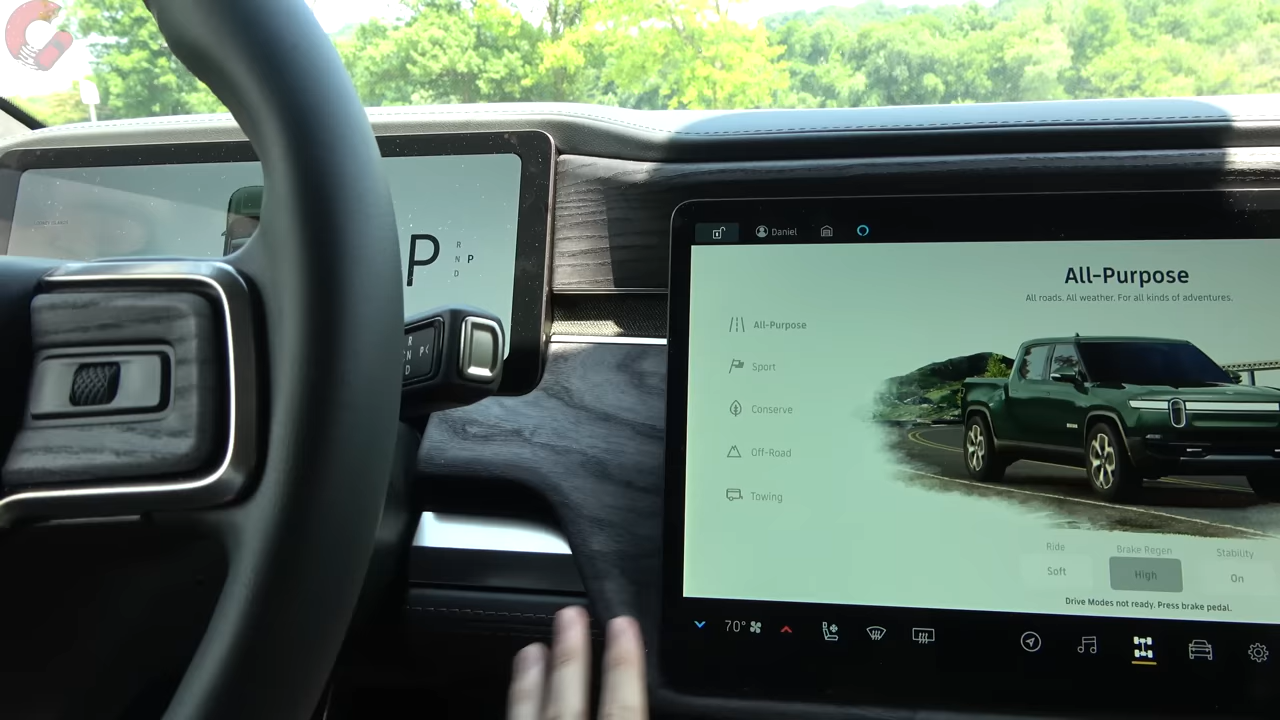 Daniel
P
R
N
P
D
All-Purpose
All roads. All weather. For all kinds of adventures.
All-Purpose
Sport
Conserve
Off-Road
Towing
R
N
P<
D
Ride
Brake Regen
Stability
Soft
High
On
Drive Modes not ready. Press brake pedal.
70°